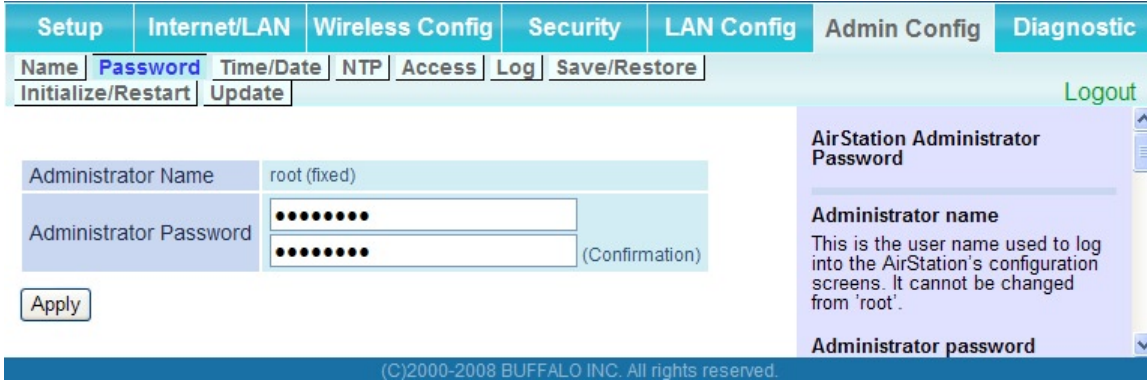 Setup Internet/LAN Wireless Config Security LAN Config Admin Config Diagnostic
Name Password Time/Date NTP Access Log Save/Restore
Initialize/Restart Update
Logout
Administrator Name root (fixed)
Administrator Password ●●●●●●●●
●●●●●●●● (Confirmation)
Apply
AirStation Administrator
Password
Administrator name
This is the user name used to log
into the AirStation's configuration
screens. It cannot be changed
from 'root'.
Administrator password
(C)2000-2008 BUFFALO INC. All rights reserved.